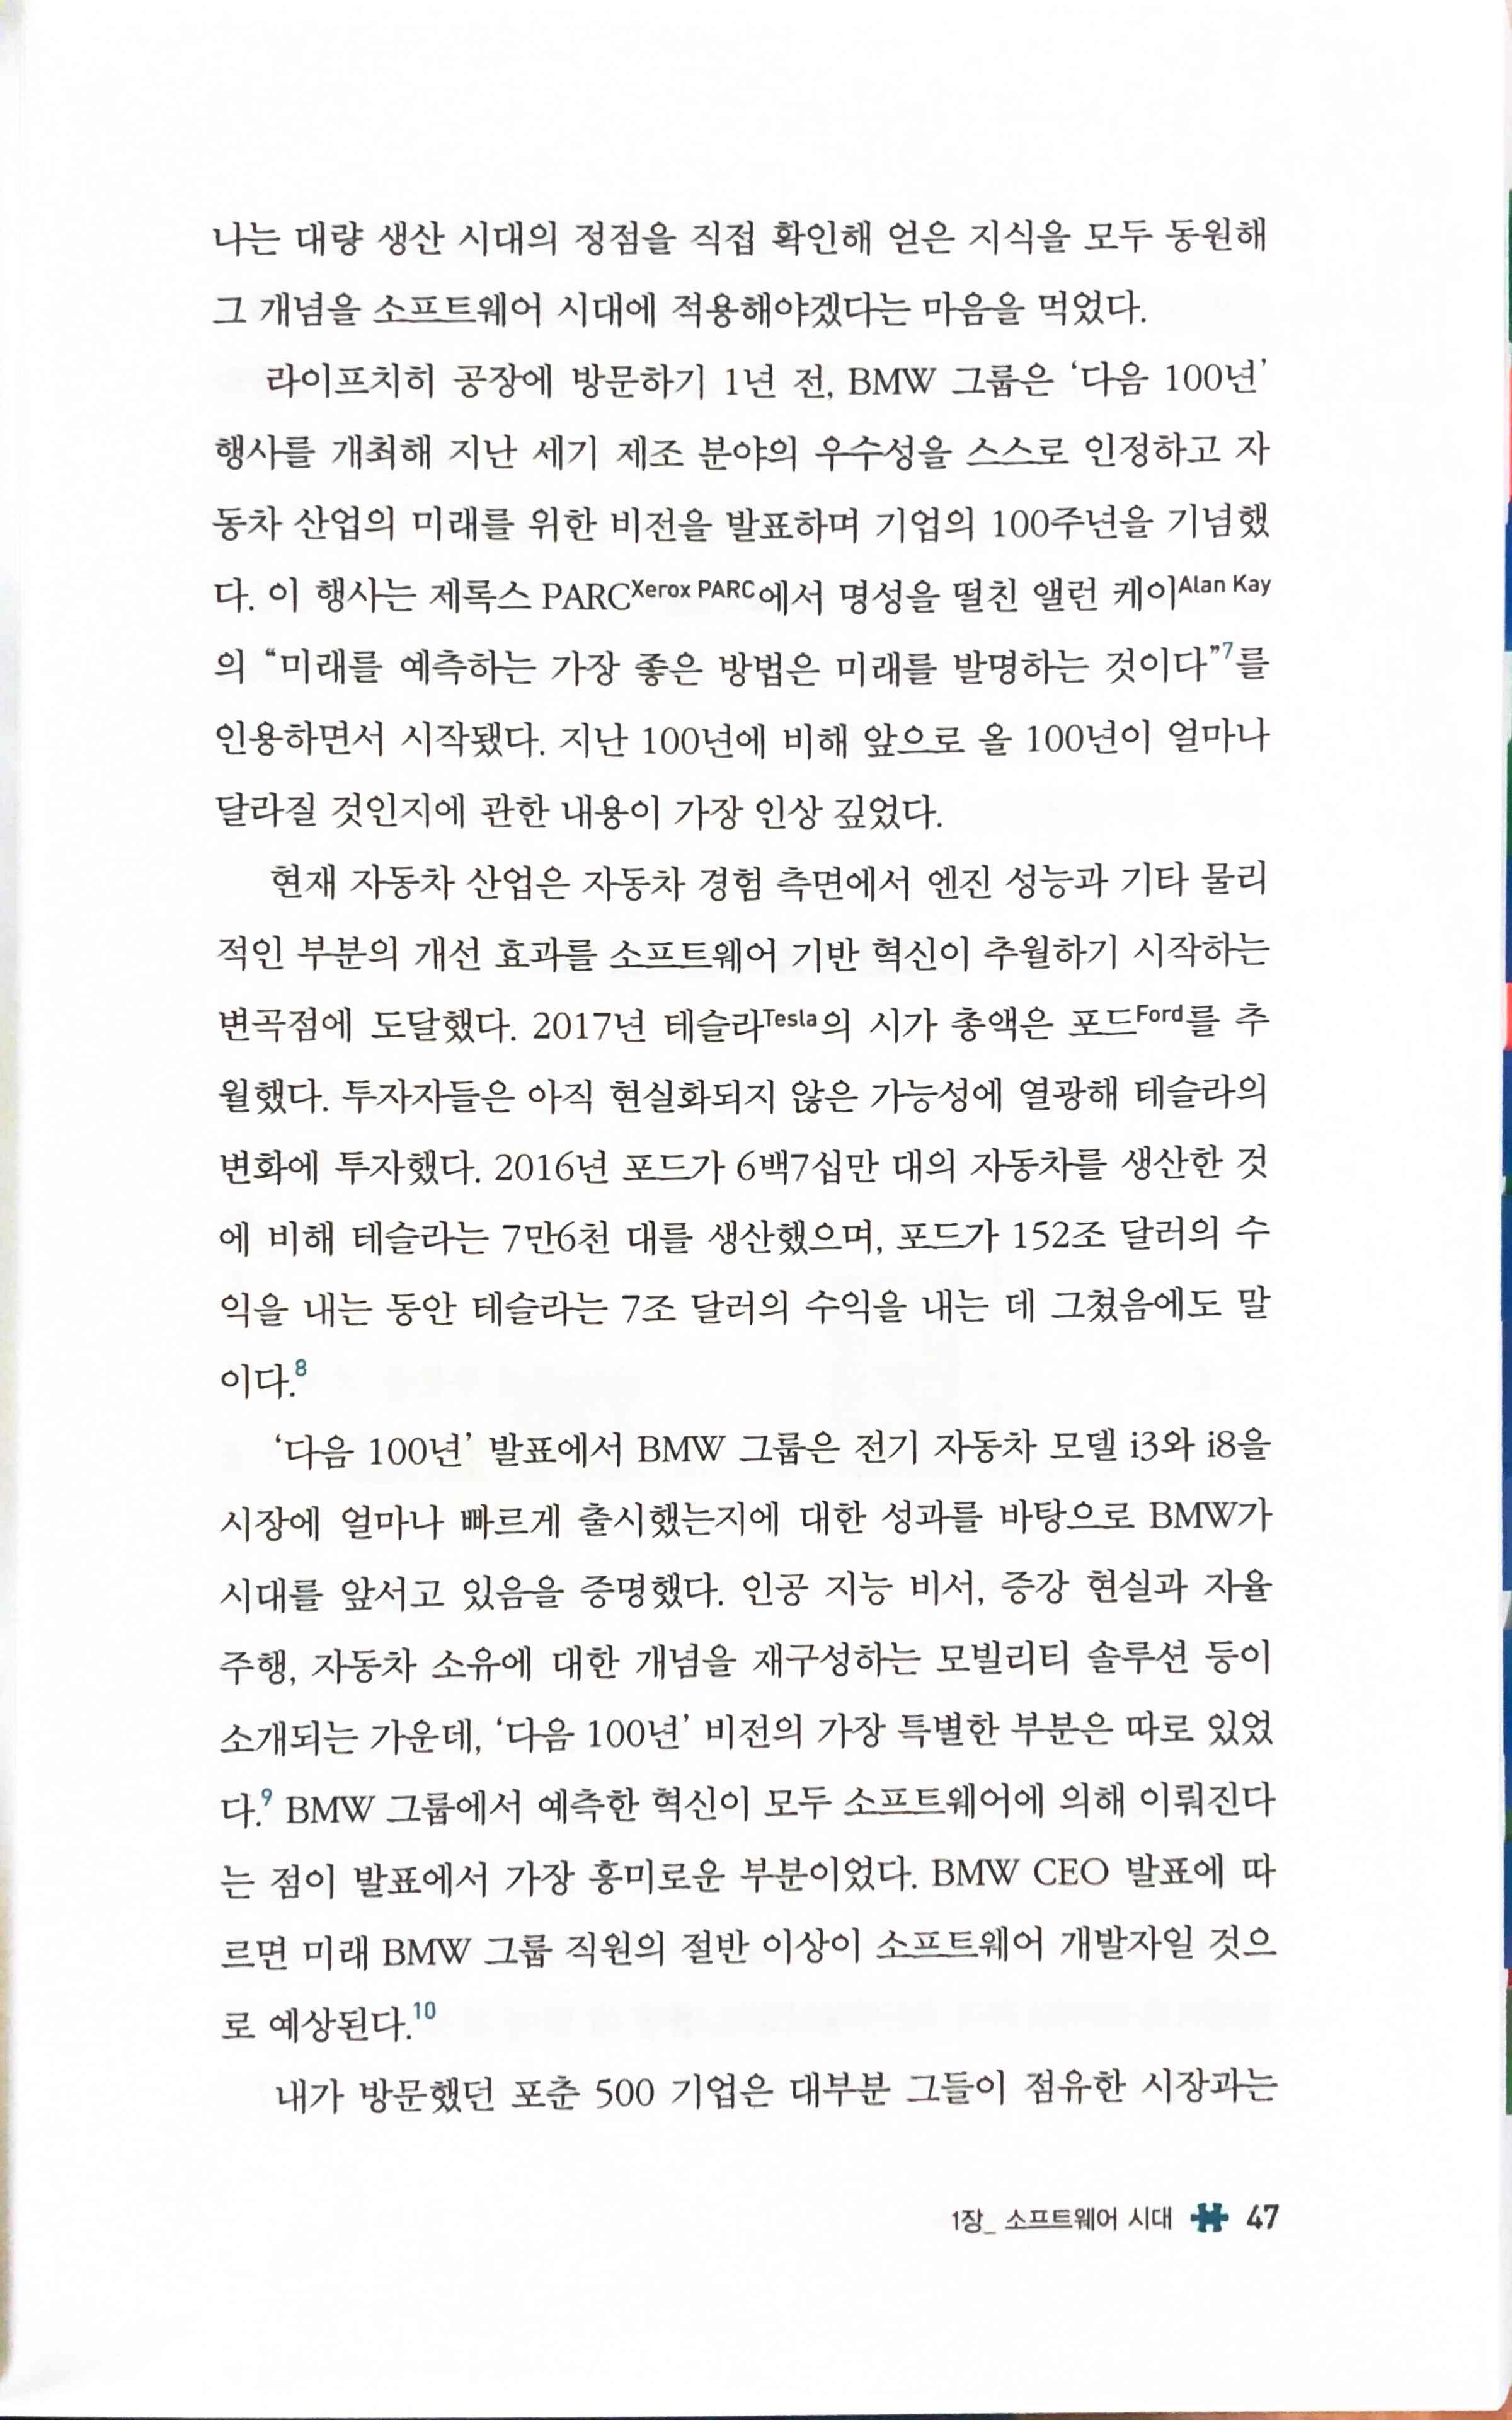 나는 대량 생산 시대의 정점을 직접 확인해 얻은 지식을 모두 동원해
그 개념을 소프트웨어 시대에 적용해야겠다는 마음을 먹었다.
라이프치히 공장에 방문하기 1년 전, BMW 그룹은 ‘다음 100년’
행사를 개최해 지난 세기 제조 분야의 우수성을 스스로 인정하고 자
동차 산업의 미래를 위한 비전을 발표하며 기업의 100주년을 기념했
다. 이 행사는 제록스 PARC Xerox PARC에서 명성을 떨친 앨런 케이Alan Kay
의 “미래를 예측하는 가장 좋은 방법은 미래를 발명하는 것이다”7를
인용하면서 시작됐다. 지난 100년에 비해 앞으로 올 100년이 얼마나
달라질 것인지에 관한 내용이 가장 인상 깊었다.
현재 자동차 산업은 자동차 경험 측면에서 엔진 성능과 기타 물리
적인 부분의 개선 효과를 소프트웨어 기반 혁신이 추월하기 시작하는
변곡점에 도달했다. 2017년 테슬라Tesla의 시가 총액은 포드Ford를 추
월했다. 투자자들은 아직 현실화되지 않은 가능성에 열광해 테슬라의
변화에 투자했다. 2016년 포드가 6백7십만 대의 자동차를 생산한 것
에 비해 테슬라는 7만6천 대를 생산했으며, 포드가 152조 달러의 수
익을 내는 동안 테슬라는 7조 달러의 수익을 내는 데 그쳤음에도 말
이다.8
‘다음 100년’ 발표에서 BMW 그룹은 전기 자동차 모델 i3와 i8을
시장에 얼마나 빠르게 출시했는지에 대한 성과를 바탕으로 BMW가
시대를 앞서고 있음을 증명했다. 인공 지능 비서, 증강 현실과 자율
주행, 자동차 소유에 대한 개념을 재구성하는 모빌리티 솔루션 등이
소개되는 가운데, ‘다음 100년’ 비전의 가장 특별한 부분은 따로 있었
다.9 BMW 그룹에서 예측한 혁신이 모두 소프트웨어에 의해 이뤄진다
는 점이 발표에서 가장 흥미로운 부분이었다. BMW CEO 발표에 따
르면 미래 BMW 그룹 직원의 절반 이상이 소프트웨어 개발자일 것으
로 예상된다.10
내가 방문했던 포춘 500 기업은 대부분 그들이 점유한 시장과는
1장_ 소프트웨어 시대 47